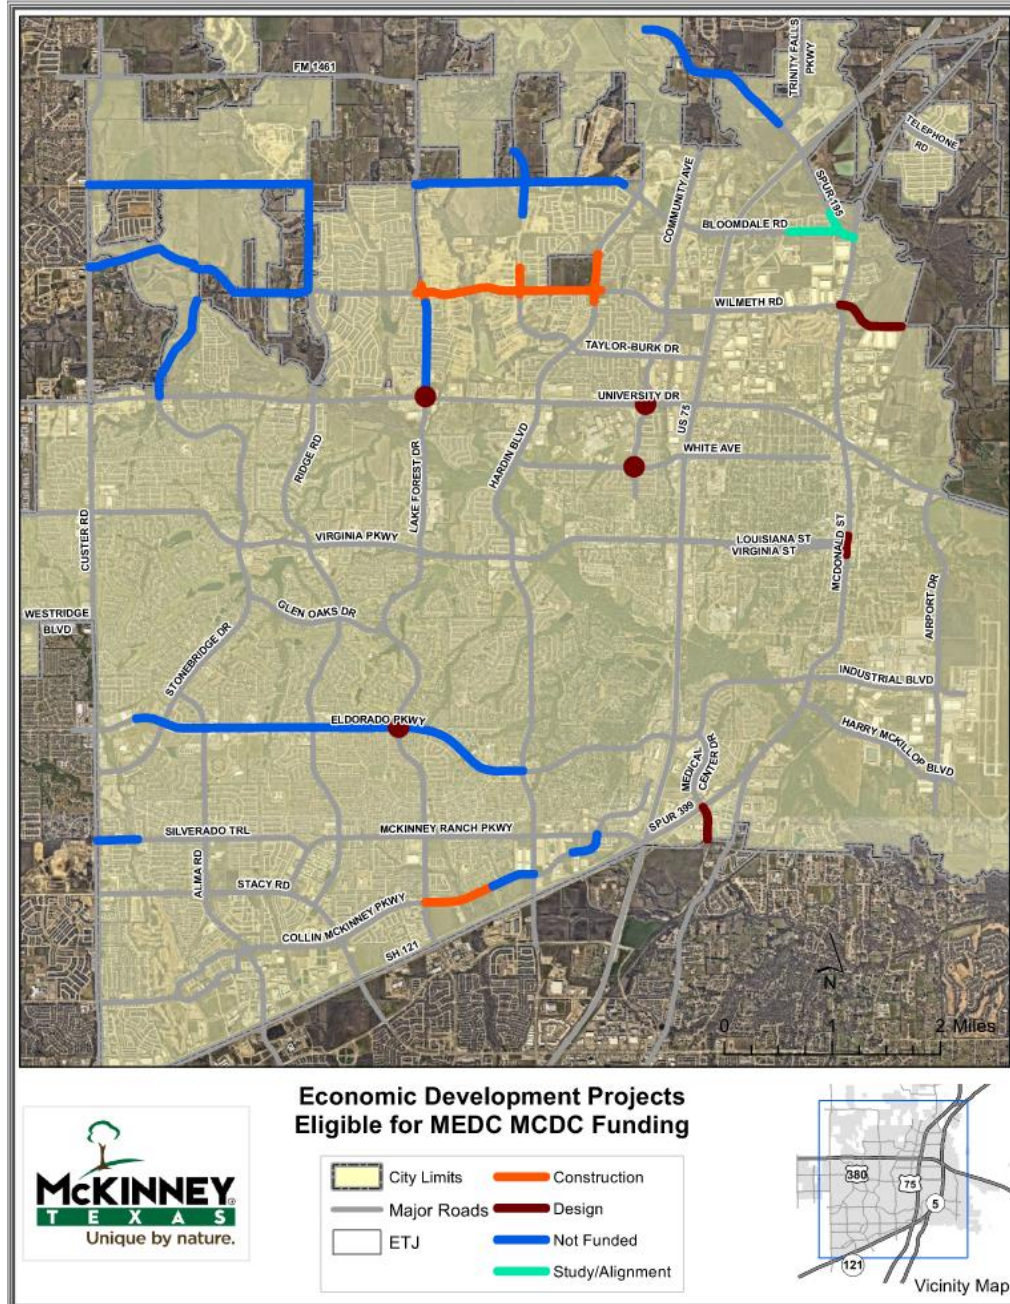 FM 1461
TRINITY FALLS
PKWY
TELEPHONE
RD
SPUR 195
COMMUNITY AVE
BLOOMDALE RD
WILMETH RD
TAYLOR-BURK DR
UNIVERSITY DR
US 75
RIDGE RD
LAKE FOREST DR
HARDIN BLVD
WHITE AVE
CUSTER RD
VIRGINIA PKWY
LOUISIANA ST
VIRGINIA ST
MCDONALD ST
AIRPORT DR
WESTRIDGE
BLVD
GLEN OAKS DR
STONEBRIDGE DR
INDUSTRIAL BLVD
ELDORADO PKWY
HARRY MCKILLOP BLVD
MEDICAL
CENTER DR
SILVERADO TRL
MCKINNEY RANCH PKWY
SPUR 399
ALMA RD
STACY RD
COLLIN MCKINNEY PKWY
SH 121
N
0 1 2 Miles
Economic Development Projects
Eligible for MEDC MCDC Funding
McKINNEY®
TEXAS
Unique by nature.
City Limits
Major Roads
ETJ
Construction
Design
Not Funded
Study/Alignment
380
75
5
121
Vicinity Map